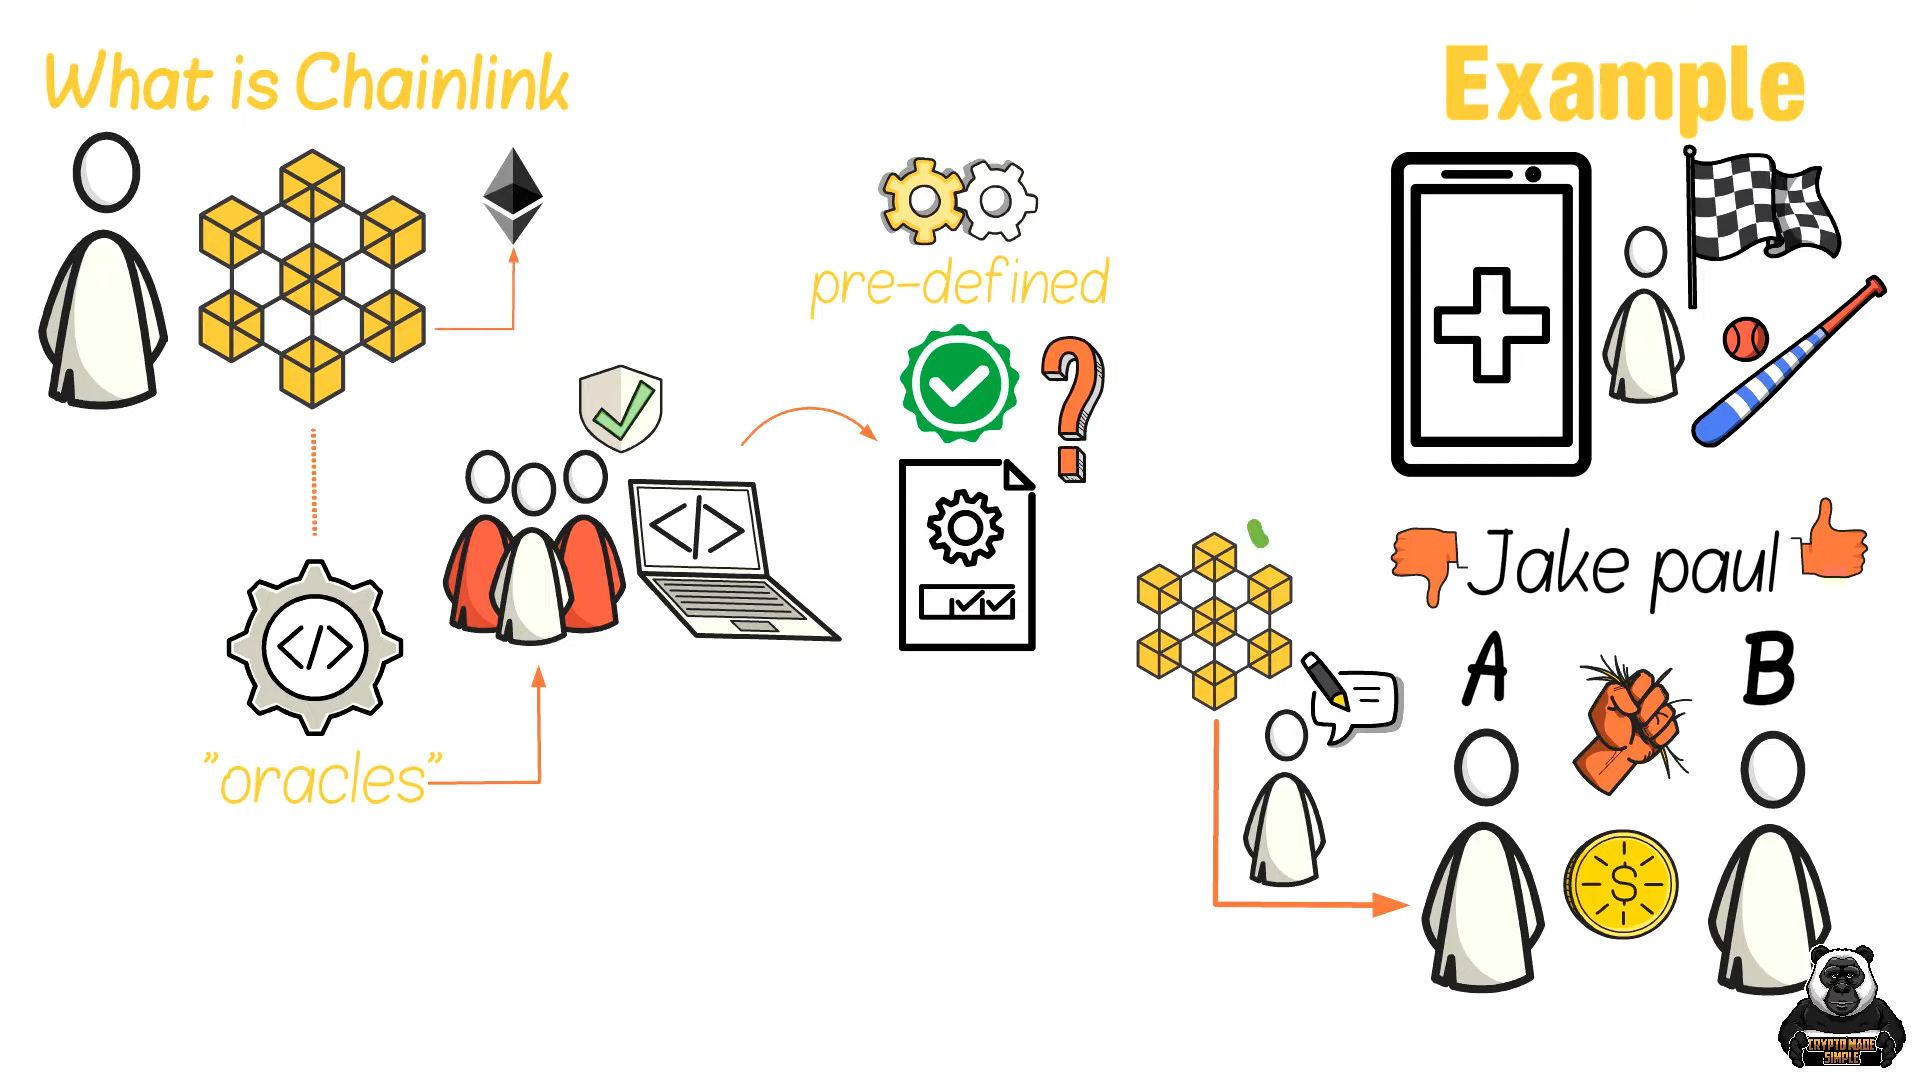 What is Chainlink
Example
pre-defined
</>
Jake paul
</>
A
B
"oracles"
$
CRYPTO MADE
SIMPLE